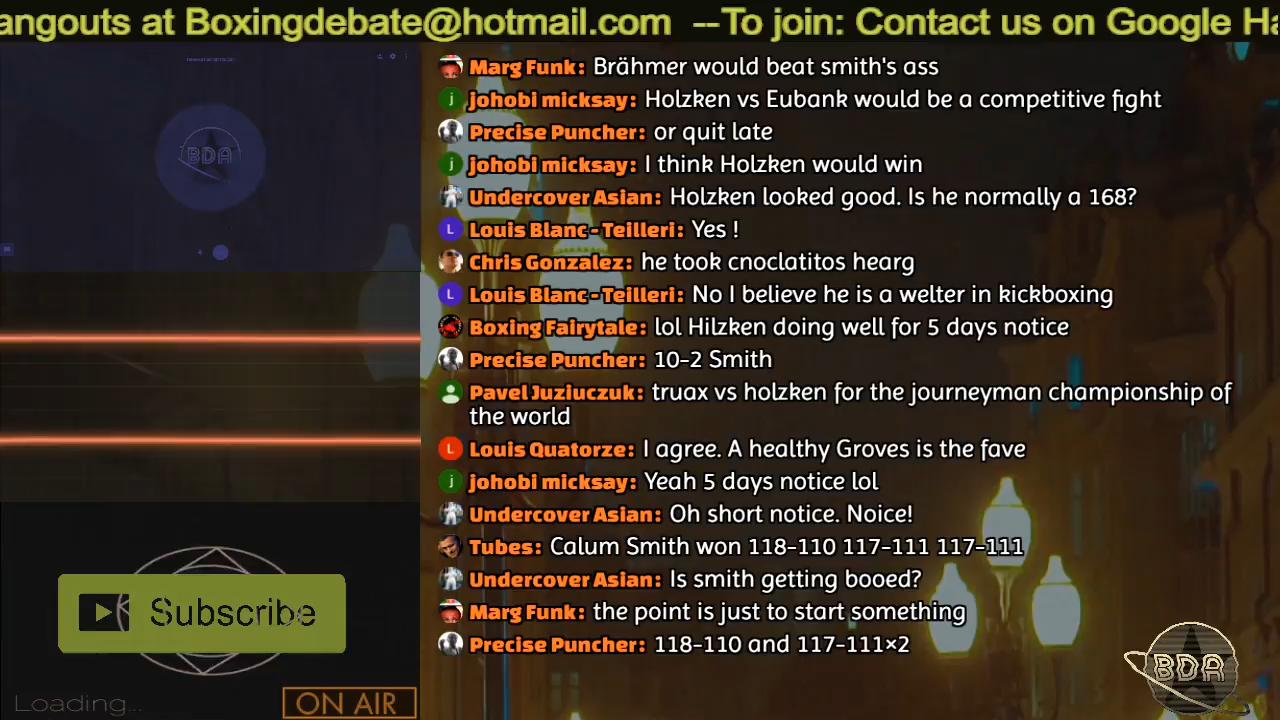 angouts at Boxingdebate@hotmail.com --To join: Contact us on Google Ha
BDA
Marg Funk: Brähmer would beat smith's ass
j johobi micksay: Holzken vs Eubank would be a competitive fight
Precise Puncher: or quit late
j johobi micksay: I think Holzken would win
Undercover Asian: Holzken looked good. Is he normally a 168?
L Louis Blanc-Teilleri: Yes !
Chris Gonzalez: he took cnoclatitos hearg
L Louis Blanc-Teilleri: No I believe he is a welter in kickboxing
Boxing Fairytale: lol Hilzken doing well for 5 days notice
Precise Puncher: 10-2 Smith
Pavel Juziuczuk: truax vs holzken for the journeyman championship of
the world
L Louis Quatorze: I agree. A healthy Groves is the fave
j johobi micksay: Yeah 5 days notice lol
Undercover Asian: Oh short notice. Noice!
Tubes: Calum Smith won 118-110 117-111 117-111
Undercover Asian: Is smith getting booed?
Marg Funk: the point is just to start something
Precise Puncher: 118-110 and 117-111×2
Subscribe
Loading...
ON AIR
BDA